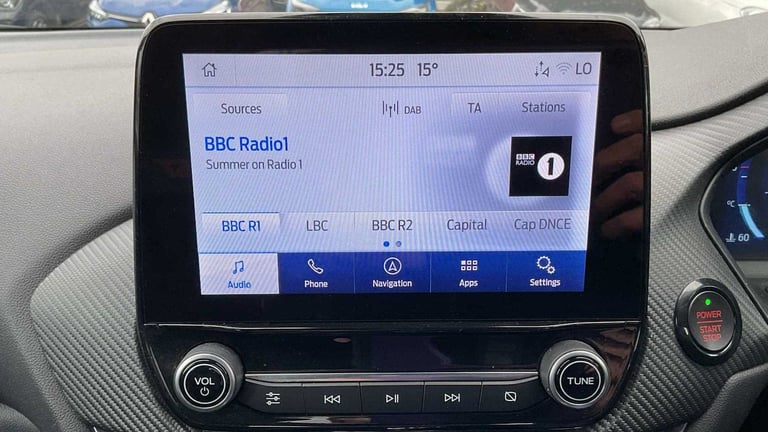 15:25 15° LO
Sources DAB TA Stations
BBC Radio1
Summer on Radio 1
BBC
RADIO 1
BBC R1 LBC BBC R2 Capital Cap DNCE
Audio Phone Navigation Apps Settings
°C
60
POWER
START
STOP
VOL TUNE